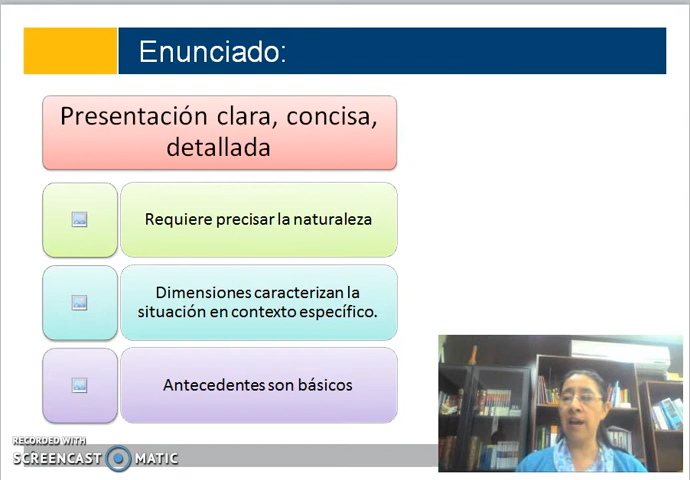 Enunciado:
Presentación clara, concisa,
detallada
Requiere precisar la naturaleza
Dimensiones caracterizan la
situación en contexto específico.
Antecedentes son básicos
RECORDED WITH
SCREENCAST MATIC